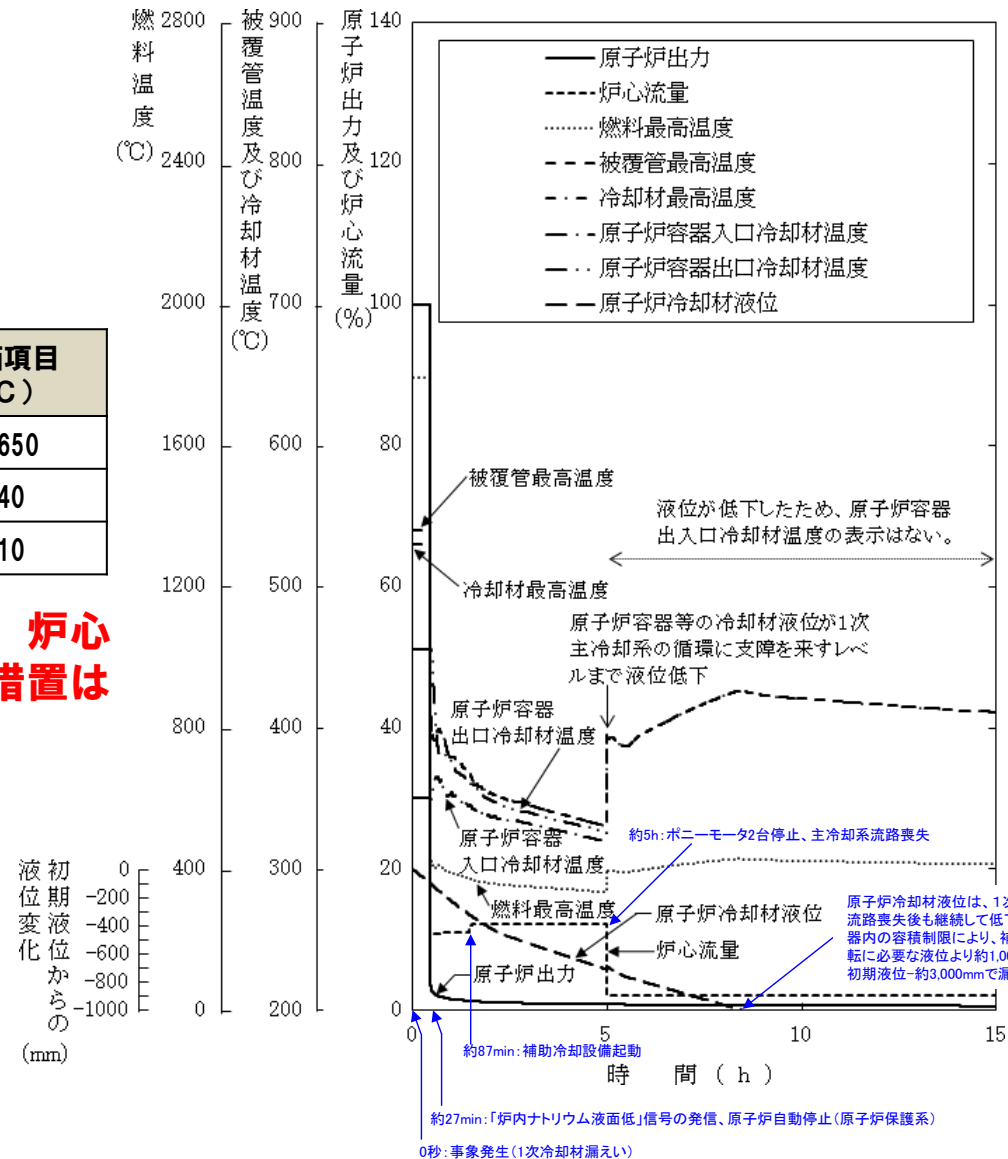 燃料温度
(℃)
2800
2400
2000
1600
1200
800
400
0
被覆管温度及び冷却材温度
(℃)
900
800
700
600
500
400
300
200
原子炉出力及び炉心流量
(%)
140
120
100
80
60
40
20
0
原子炉出力
炉心流量
燃料最高温度
被覆管最高温度
冷却材最高温度
原子炉容器入口冷却材温度
原子炉容器出口冷却材温度
原子炉冷却材液位
項目
℃)
650
40
10
炉心
措置は
被覆管最高温度
冷却材最高温度
液位が低下したため、原子炉容器
出入口冷却材温度の表示はない。
原子炉容器等の冷却材液位が1次
主冷却系の循環に支障を来すレベ
ルまで液位低下
原子炉容器
出口冷却材温度
原子炉容器
入口冷却材温度
約5h:ポニーモータ2台停止、主冷却系流路喪失
燃料最高温度
原子炉冷却材液位
炉心流量
原子炉出力
原子炉冷却材液位は、1次
流路喪失後も継続して低下
器内の容積制限により、補
転に必要な液位より約1,00
初期液位-約3,000mmで漏
初期液位からの
液位変化
(mm)
0
-200
-400
-600
-800
-1000
0
5
10
15
時 間 ( h )
約87min:補助冷却設備起動
約27min:「炉内ナトリウム液面低」信号の発信、原子炉自動停止(原子炉保護系)
0秒:事象発生(1次冷却材漏えい)